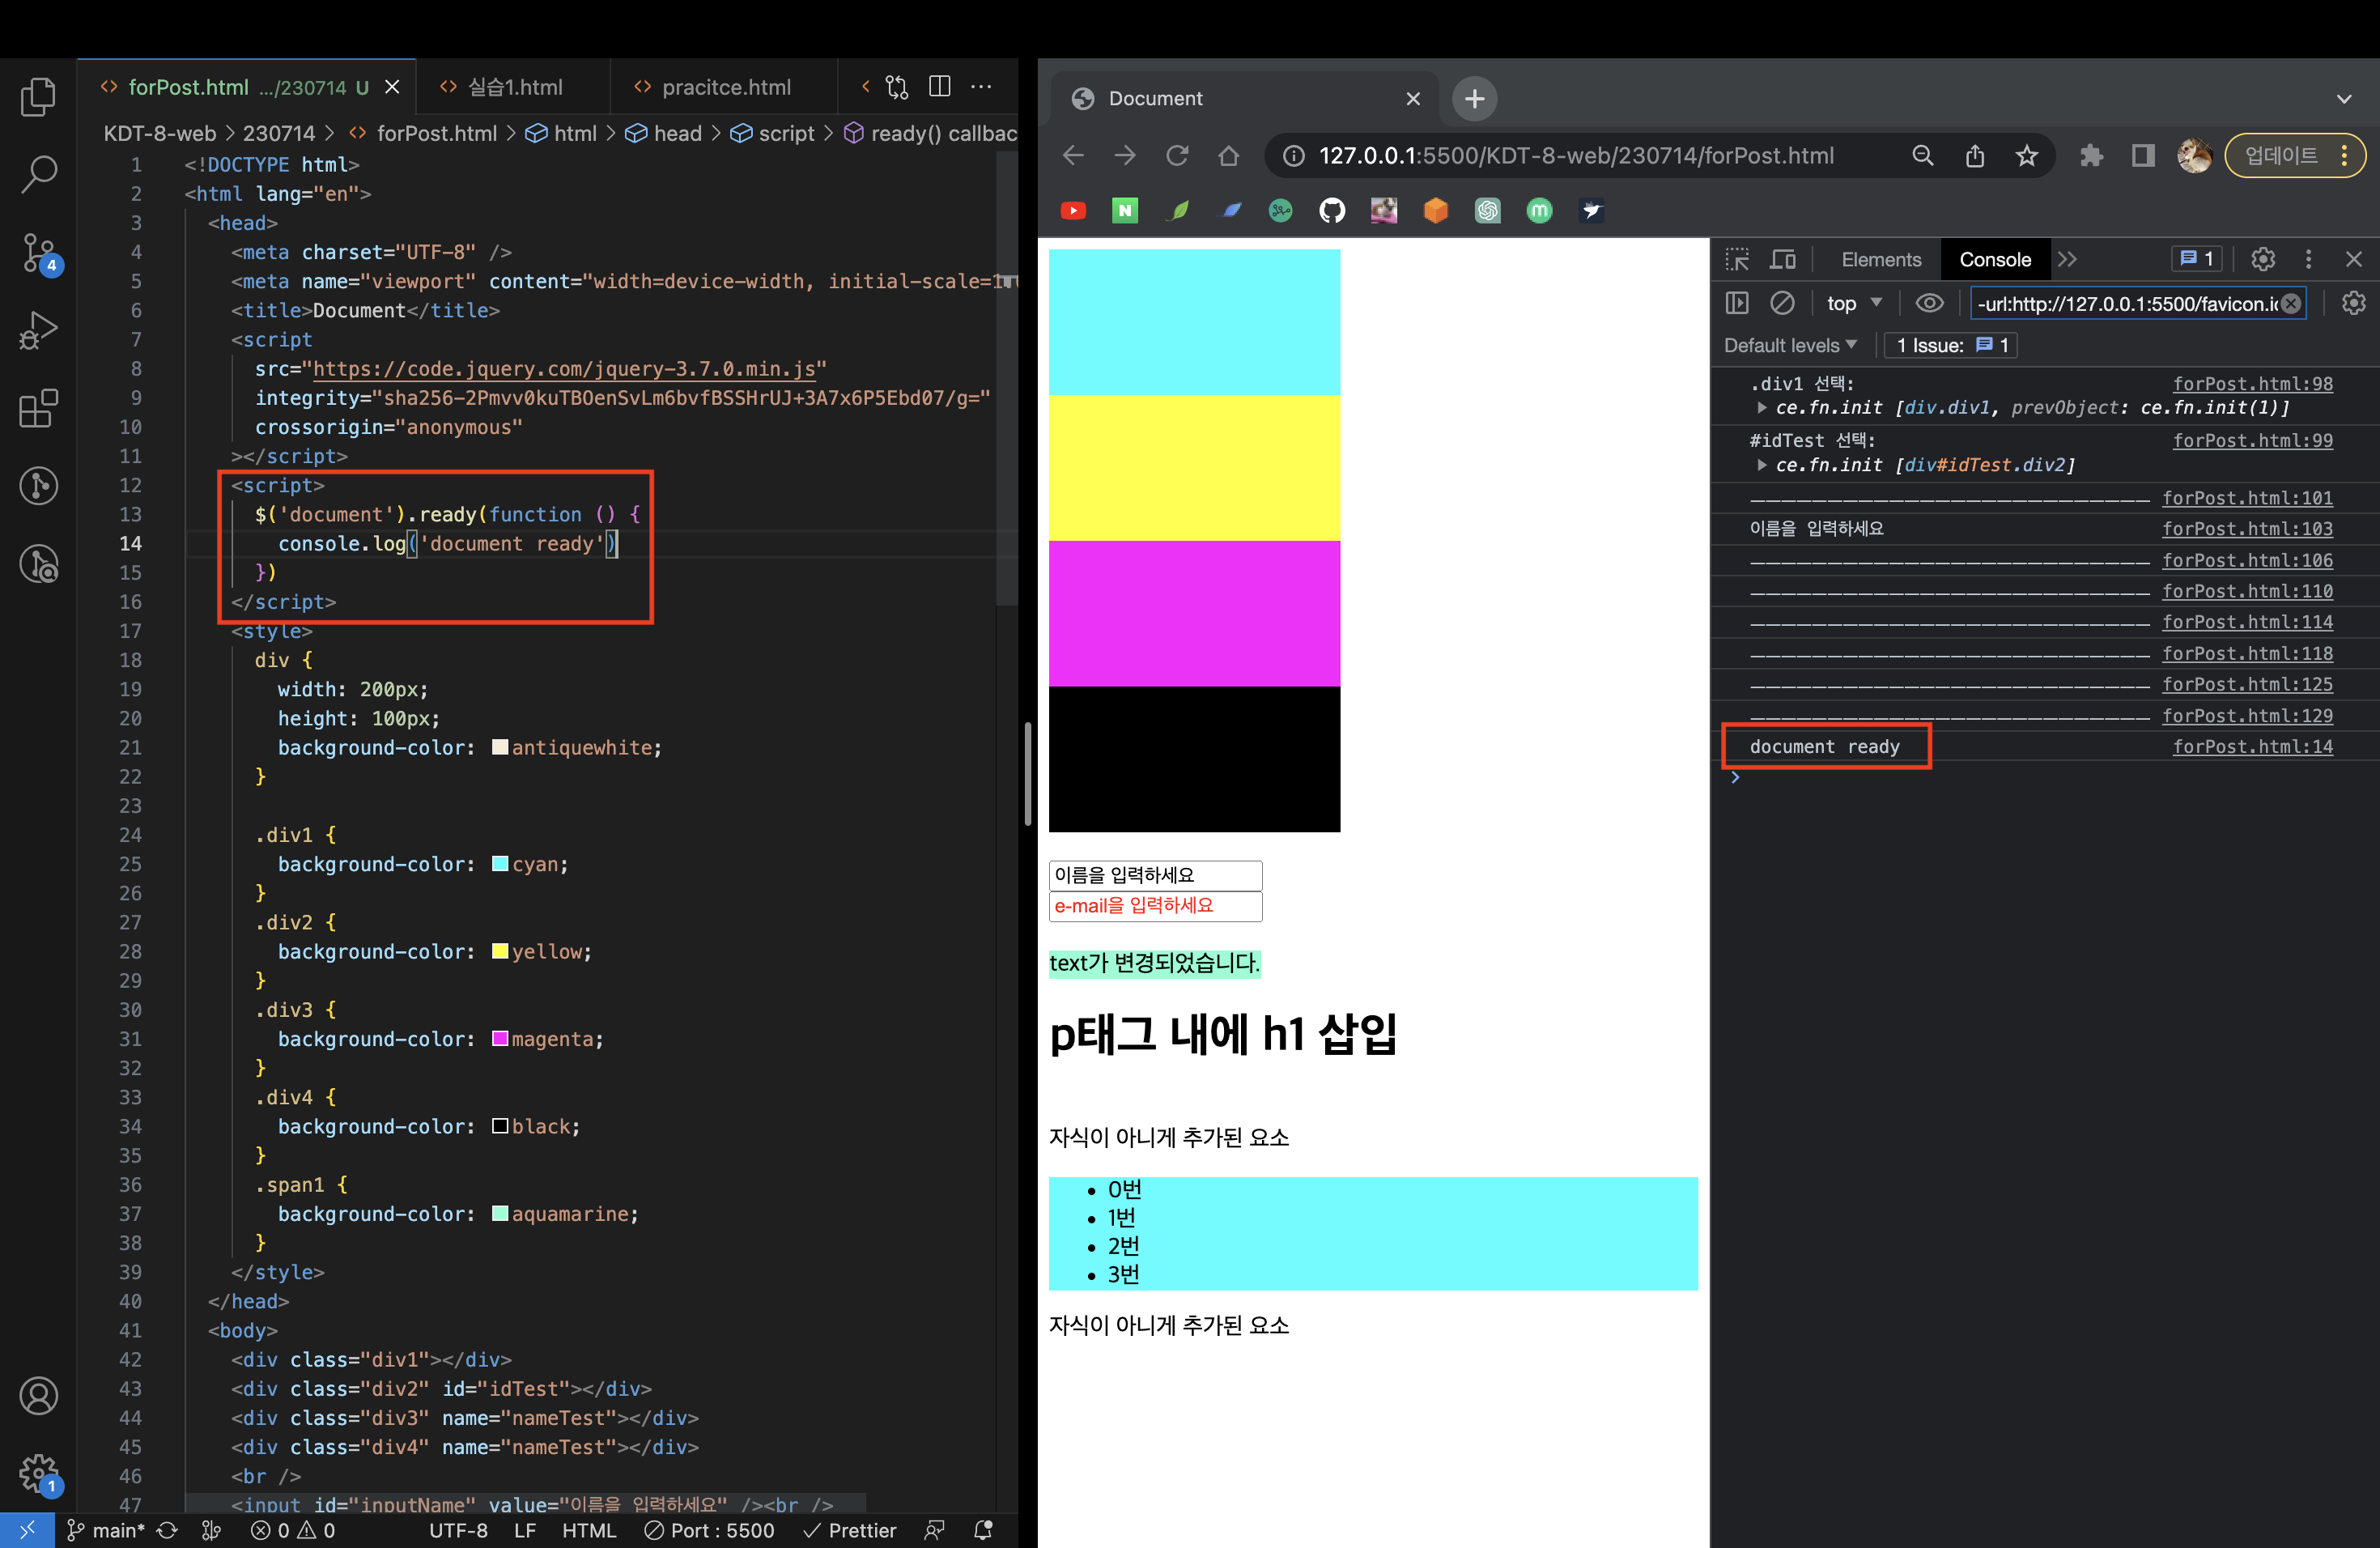 forPost.html .../230714 U
실습1.html
pracitce.html
KDT-8-web > 230714 > forPost.html > html > head > script > ready() callbac
1 <!DOCTYPE html>
2 <html lang="en">
3 <head>
4 <meta charset="UTF-8" />
5 <meta name="viewport" content="width=device-width, initial-scale=1
6 <title>Document</title>
7 <script
8 src="https://code.jquery.com/jquery-3.7.0.min.js"
9 integrity="sha256-2Pmvv0kuTBOenSvLm6bvfBSSHrUJ+3A7x6P5Ebd07/g="
10 crossorigin="anonymous"
11 ></script>
12 <script>
13 $('document').ready(function () {
14 console.log('document ready')
15 })
16 </script>
17 <style>
18 div {
19 width: 200px;
20 height: 100px;
21 background-color: antiquewhite;
22 }
23
24 .div1 {
25 background-color: cyan;
26 }
27 .div2 {
28 background-color: yellow;
29 }
30 .div3 {
31 background-color: magenta;
32 }
33 .div4 {
34 background-color: black;
35 }
36 .span1 {
37 background-color: aquamarine;
38 }
39 </style>
40 </head>
41 <body>
42 <div class="div1"></div>
43 <div class="div2" id="idTest"></div>
44 <div class="div3" name="nameTest"></div>
45 <div class="div4" name="nameTest"></div>
46 <br />
47 <input id="inputName" value="이름을 입력하세요" /><br />
4
1
main* 0 0 UTF-8 LF HTML Port : 5500 Prettier
Document
127.0.0.1:5500/KDT-8-web/230714/forPost.html
업데이트
이름을 입력하세요
e-mail을 입력하세요
text가 변경되었습니다.
p태그 내에 h1 삽입
자식이 아니게 추가된 요소
• 0번
• 1번
• 2번
• 3번
자식이 아니게 추가된 요소
Elements Console 1
top -url:http://127.0.0.1:5500/favicon.ic
Default levels 1 Issue: 1
.div1 선택: forPost.html:98
ce.fn.init [div.div1, prevObject: ce.fn.init(1)]
#idTest 선택: forPost.html:99
ce.fn.init [div#idTest.div2]
—————————————————————————— forPost.html:101
이름을 입력하세요 forPost.html:103
—————————————————————————— forPost.html:106
—————————————————————————— forPost.html:110
—————————————————————————— forPost.html:114
—————————————————————————— forPost.html:118
—————————————————————————— forPost.html:125
—————————————————————————— forPost.html:129
document ready forPost.html:14